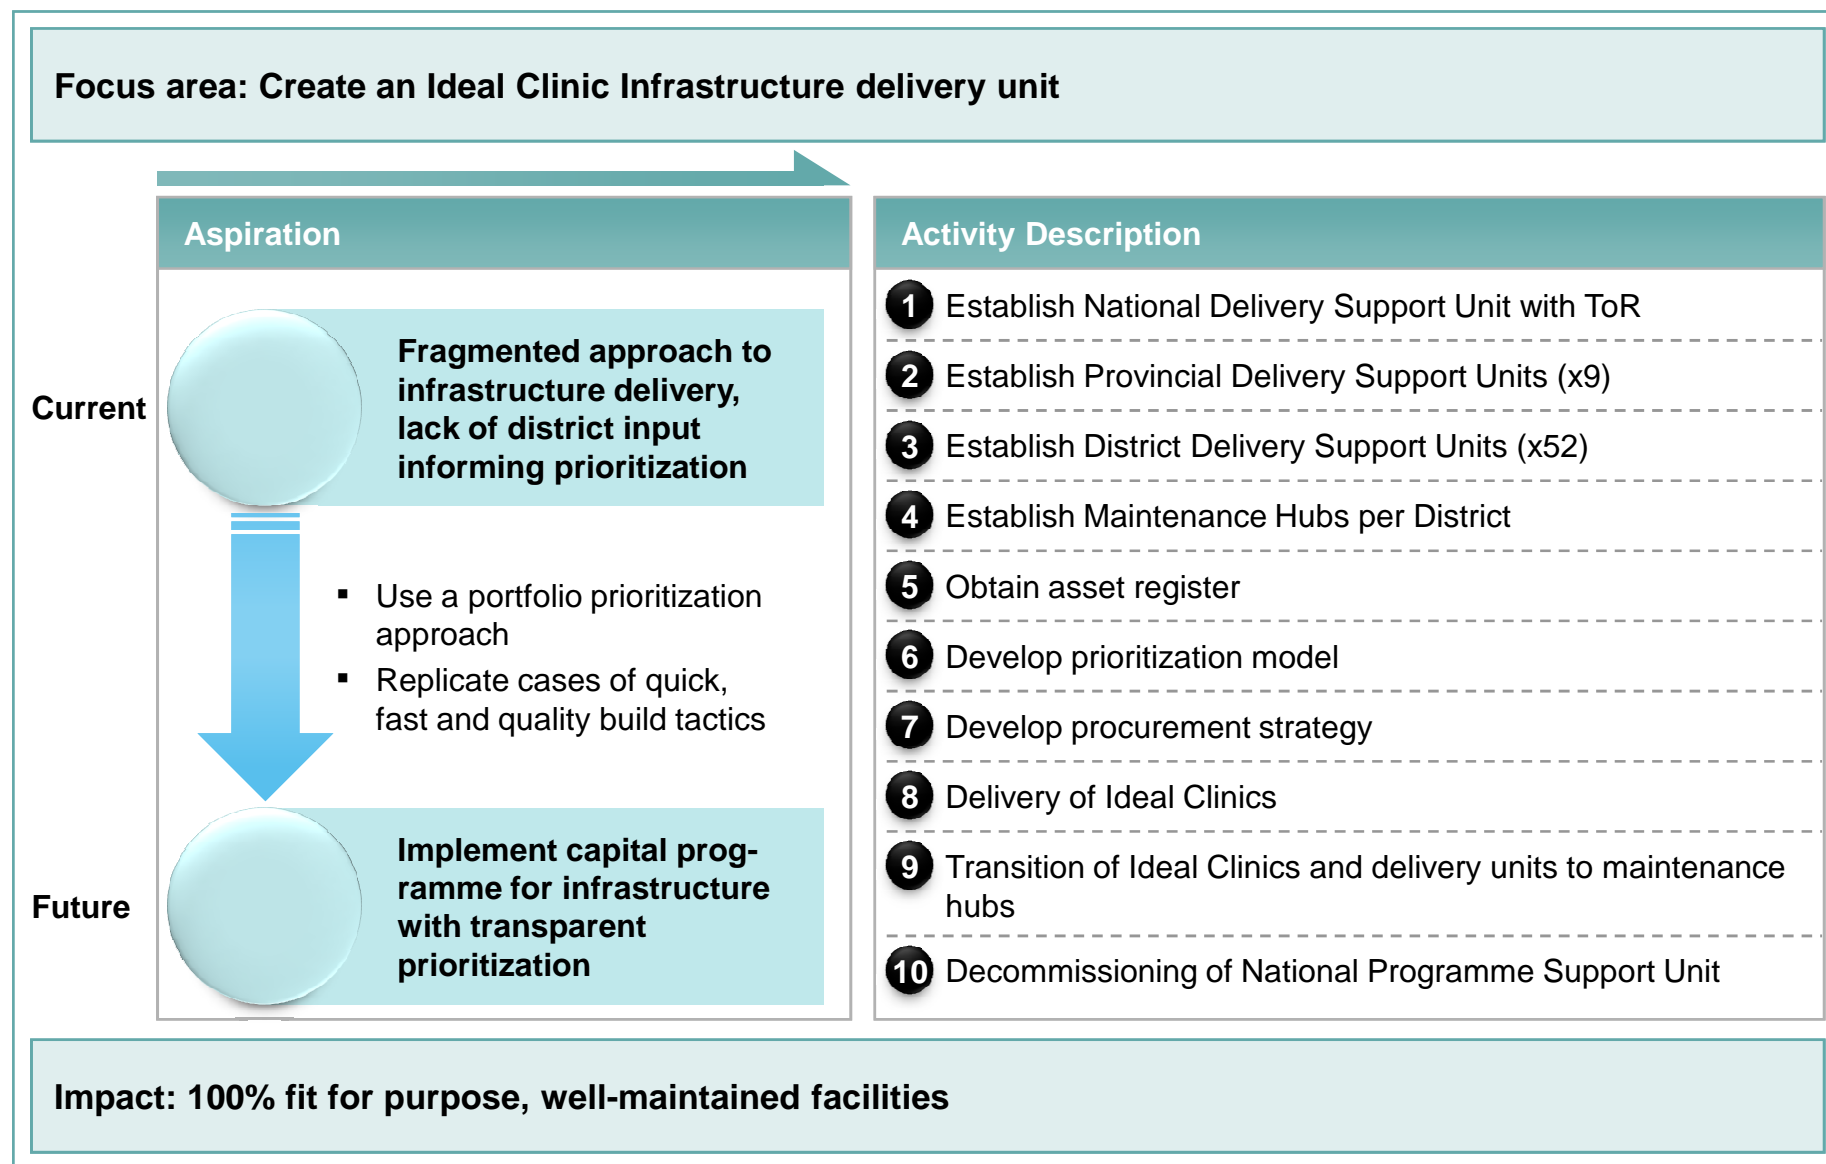 Focus area: Create an Ideal Clinic Infrastructure delivery unit
Aspiration
Current
Fragmented approach to
infrastructure delivery,
lack of district input
informing prioritization
▪ Use a portfolio prioritization
approach
▪ Replicate cases of quick,
fast and quality build tactics
Future
Implement capital prog-
ramme for infrastructure
with transparent
prioritization
Activity Description
1 Establish National Delivery Support Unit with ToR
2 Establish Provincial Delivery Support Units (x9)
3 Establish District Delivery Support Units (x52)
4 Establish Maintenance Hubs per District
5 Obtain asset register
6 Develop prioritization model
7 Develop procurement strategy
8 Delivery of Ideal Clinics
9 Transition of Ideal Clinics and delivery units to maintenance
hubs
10 Decommissioning of National Programme Support Unit
Impact: 100% fit for purpose, well-maintained facilities